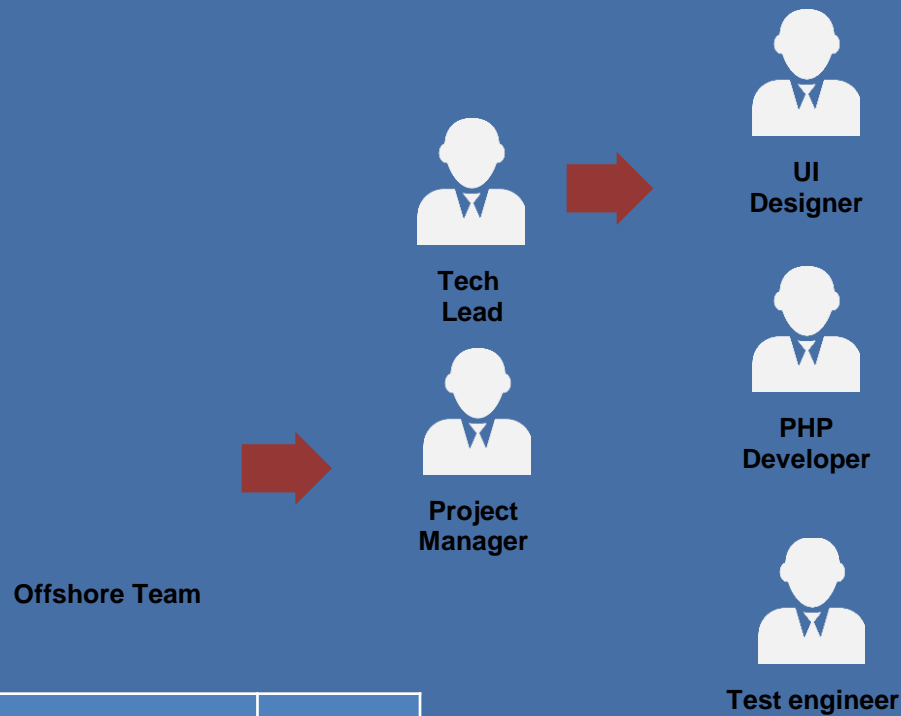 UI
Designer
Tech
Lead
PHP
Developer
Project
Manager
Offshore Team
Test engineer